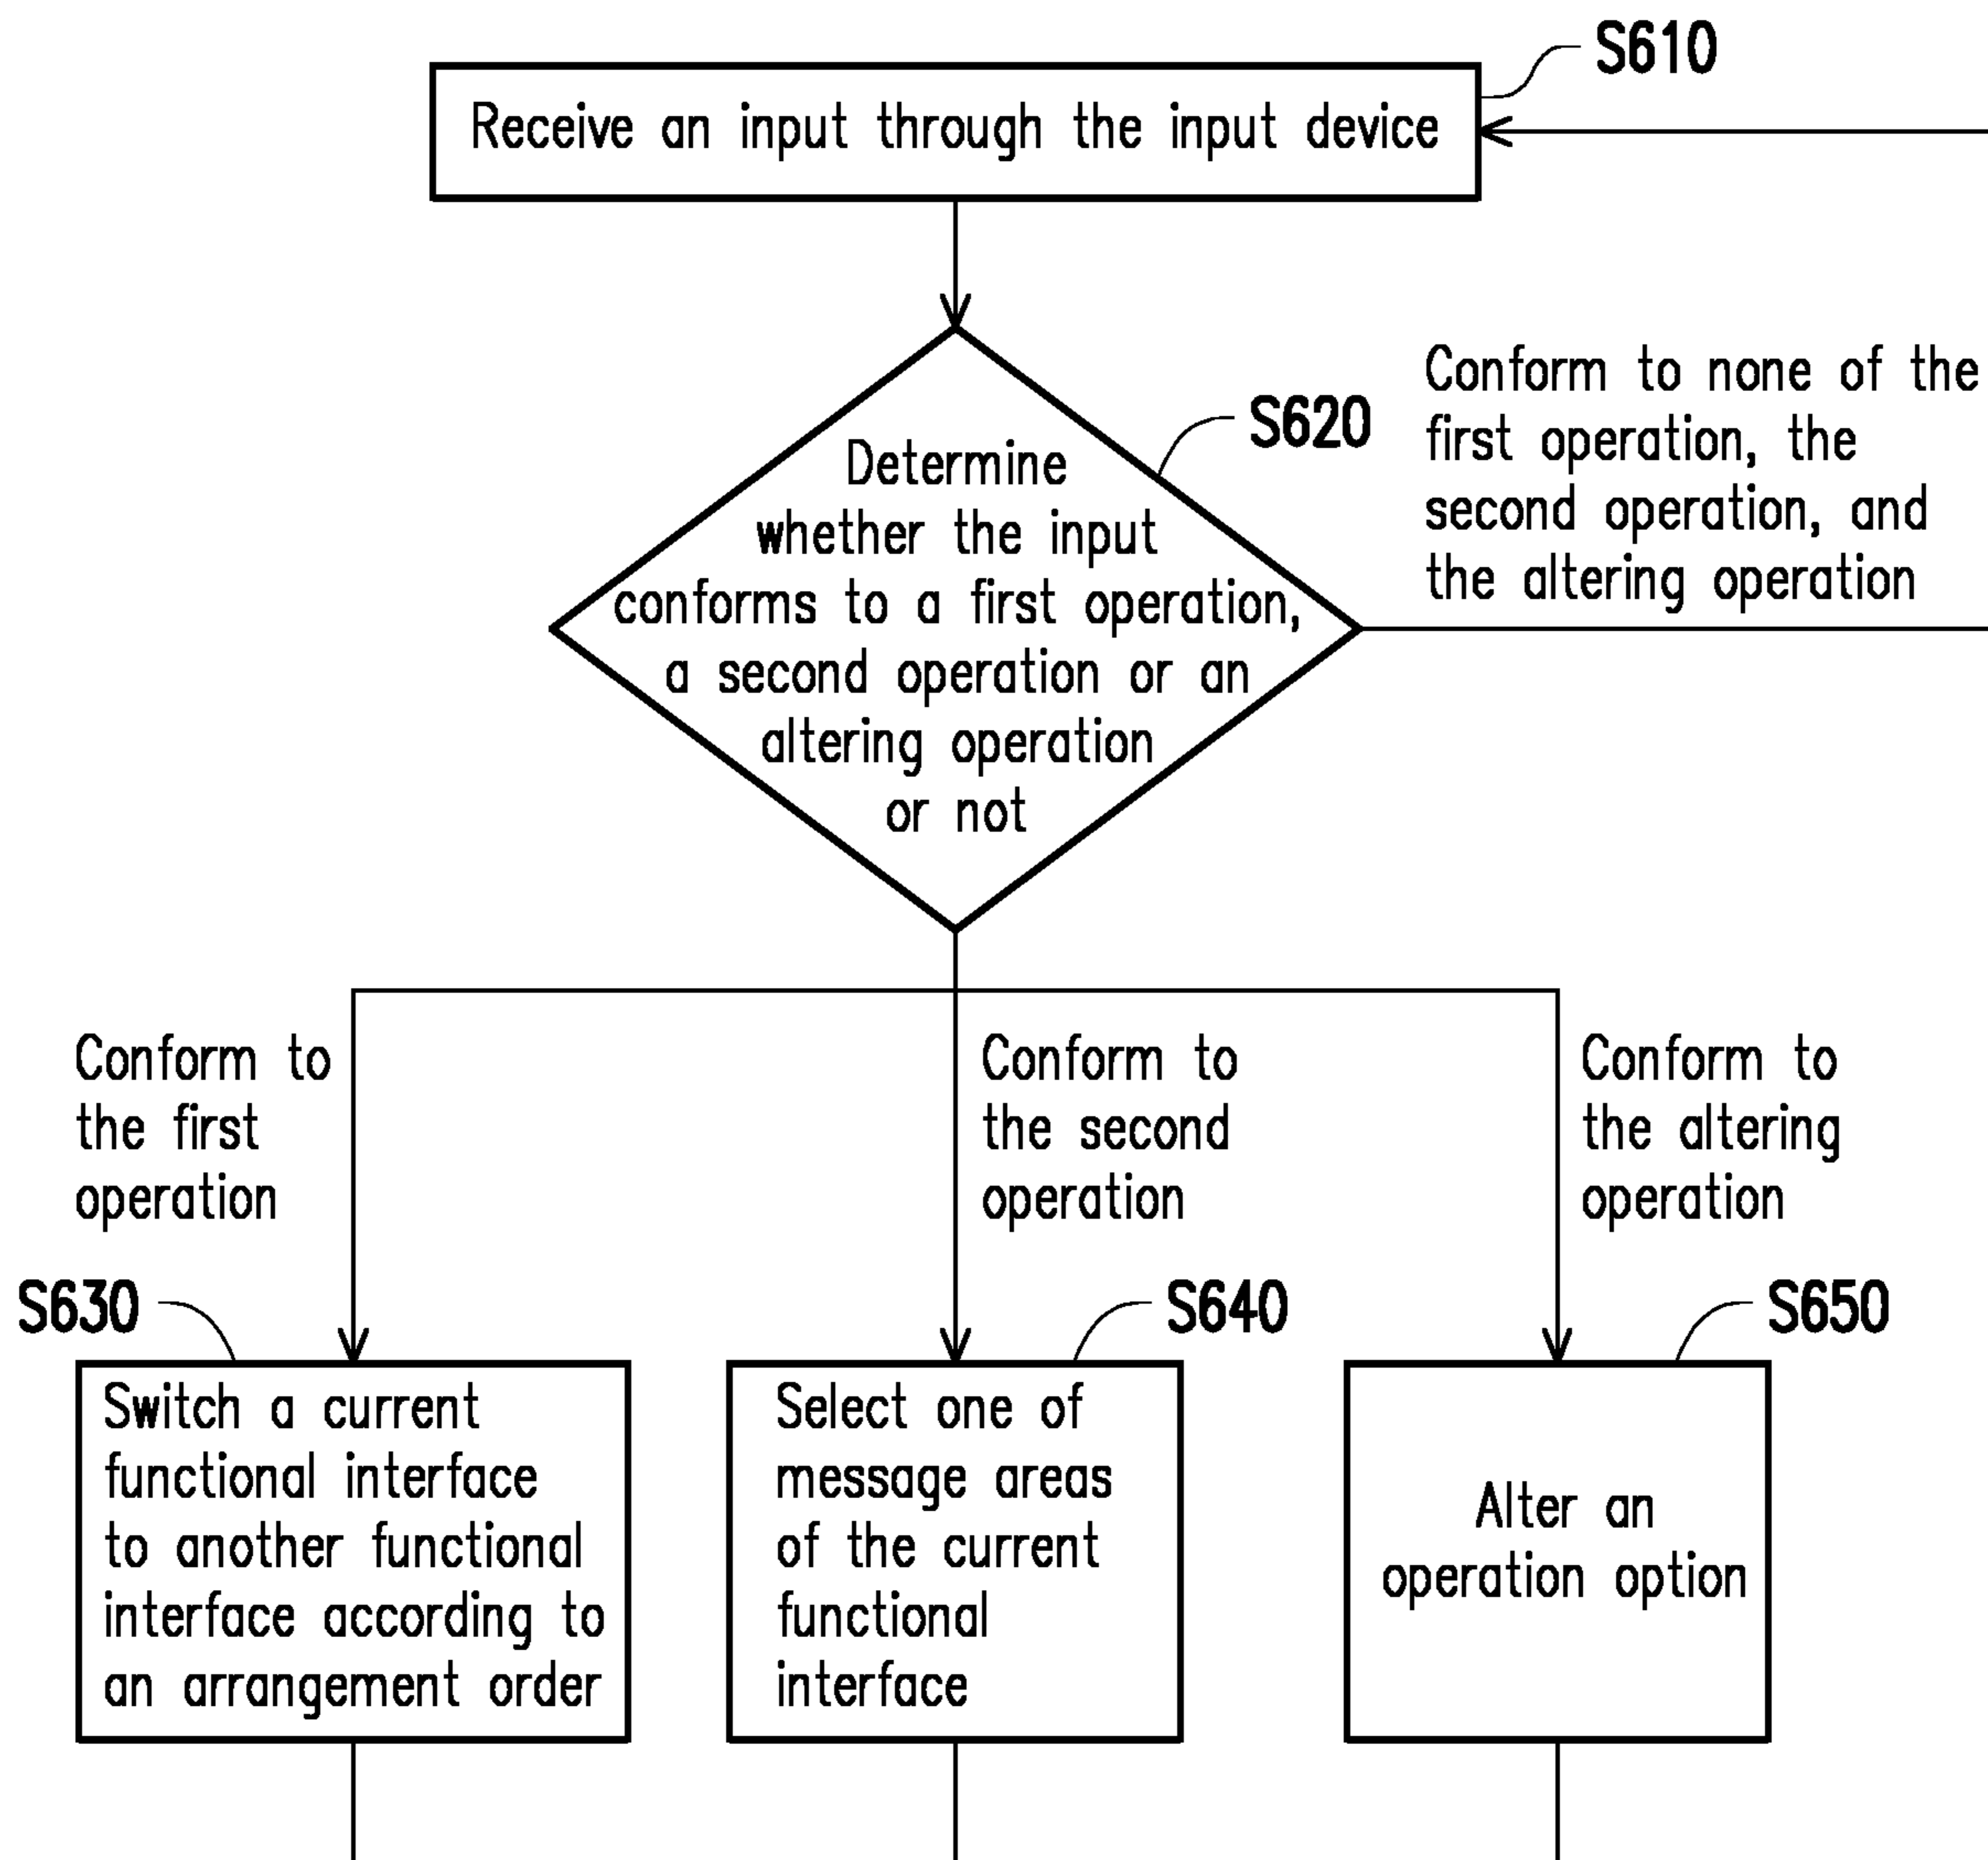 S610
Receive an input through the input device
S620
Determine
whether the input
conforms to a first operation,
a second operation or an
altering operation
or not
Conform to none of the
first operation, the
second operation, and
the altering operation
Conform to
the first
operation
Conform to
the second
operation
Conform to
the altering
operation
S630
Switch a current
functional interface
to another functional
interface according to
an arrangement order
S640
Select one of
message areas
of the current
functional
interface
S650
Alter an
operation option